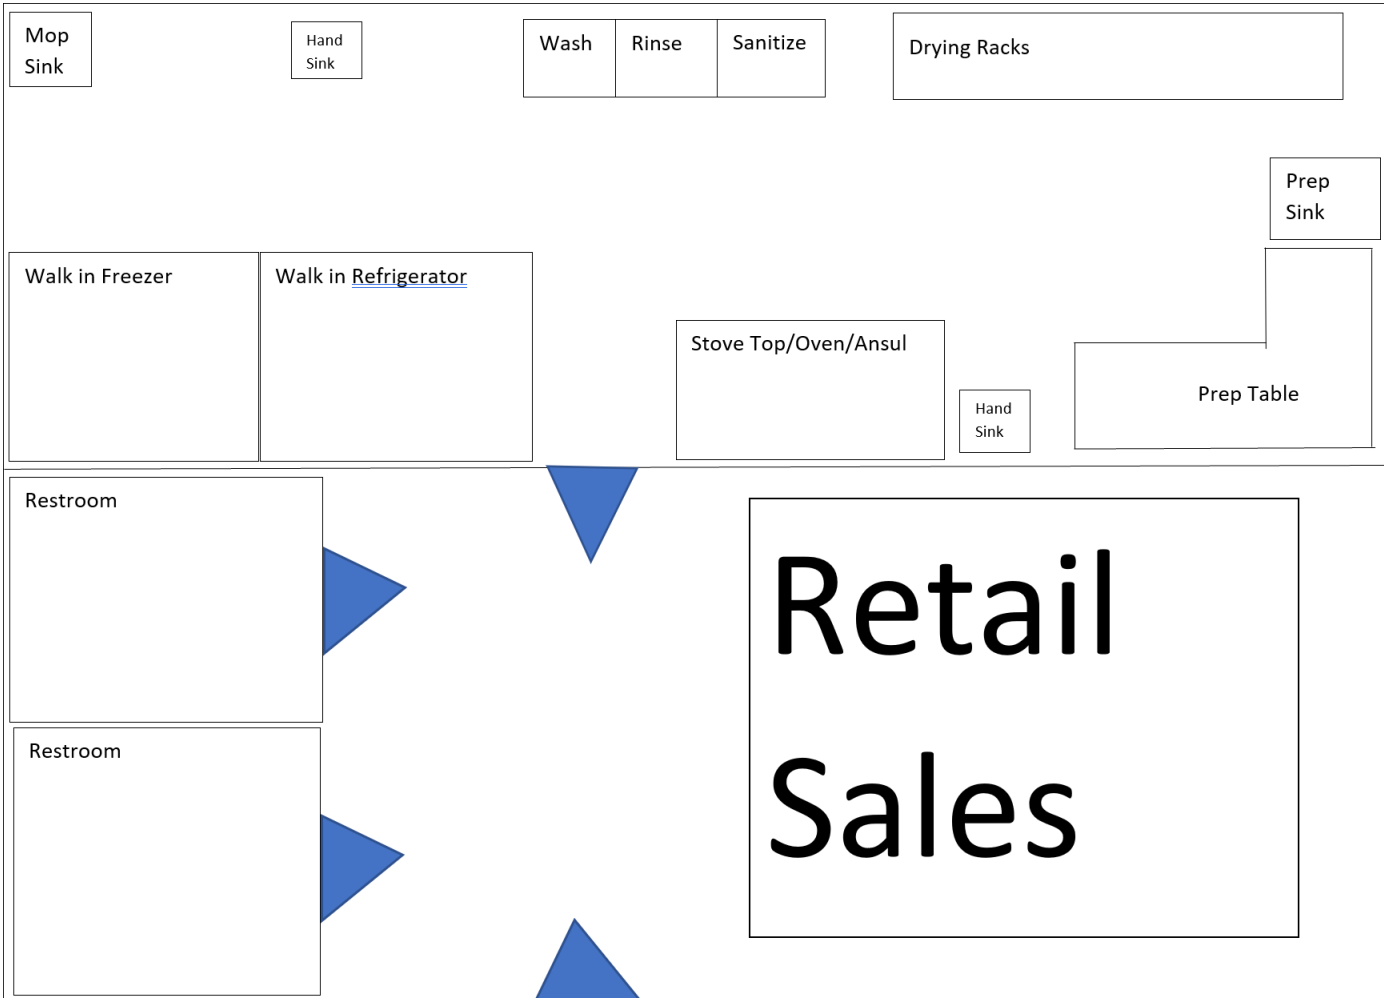 Mop
Sink
Hand
Sink
Wash
Rinse
Sanitize
Drying Racks
Prep
Sink
Walk in Freezer
Walk in Refrigerator
Stove Top/Oven/Ansul
Hand
Sink
Prep Table
Restroom
Retail
Sales
Restroom